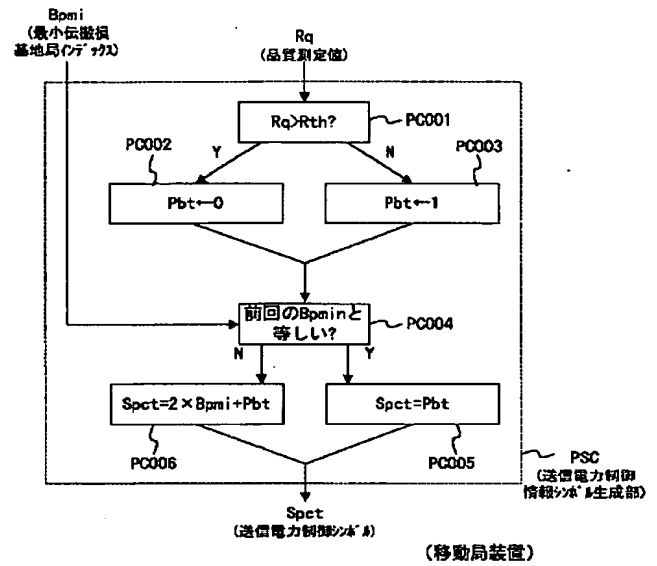 Bpmi
(最小伝搬損
基地局インデックス)
Rq
(品質測定値)
Rq>Rth?
PC001
PC002
Y
N
PC003
Pbt←0
Pbt←1
前回のBpminと
等しい?
PC004
N
Y
Spct=2×Bpmi+Pbt
Spct=Pbt
PC006
PC005
PSC
(送信電力制御
情報シンボル生成部)
Spct
(送信電力制御シンボル)
(移動局装置)